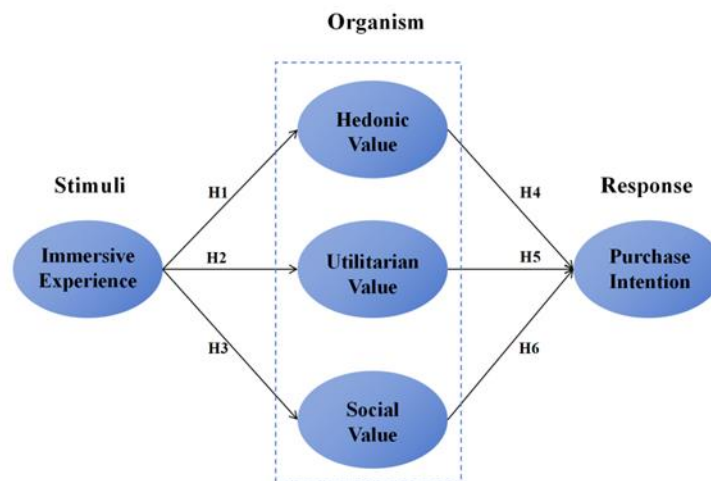 Organism
Hedonic
Value
Stimuli
H1
H4
Response
Immersive
Experience
H2
Utilitarian
Value
H5
Purchase
Intention
H3
H6
Social
Value